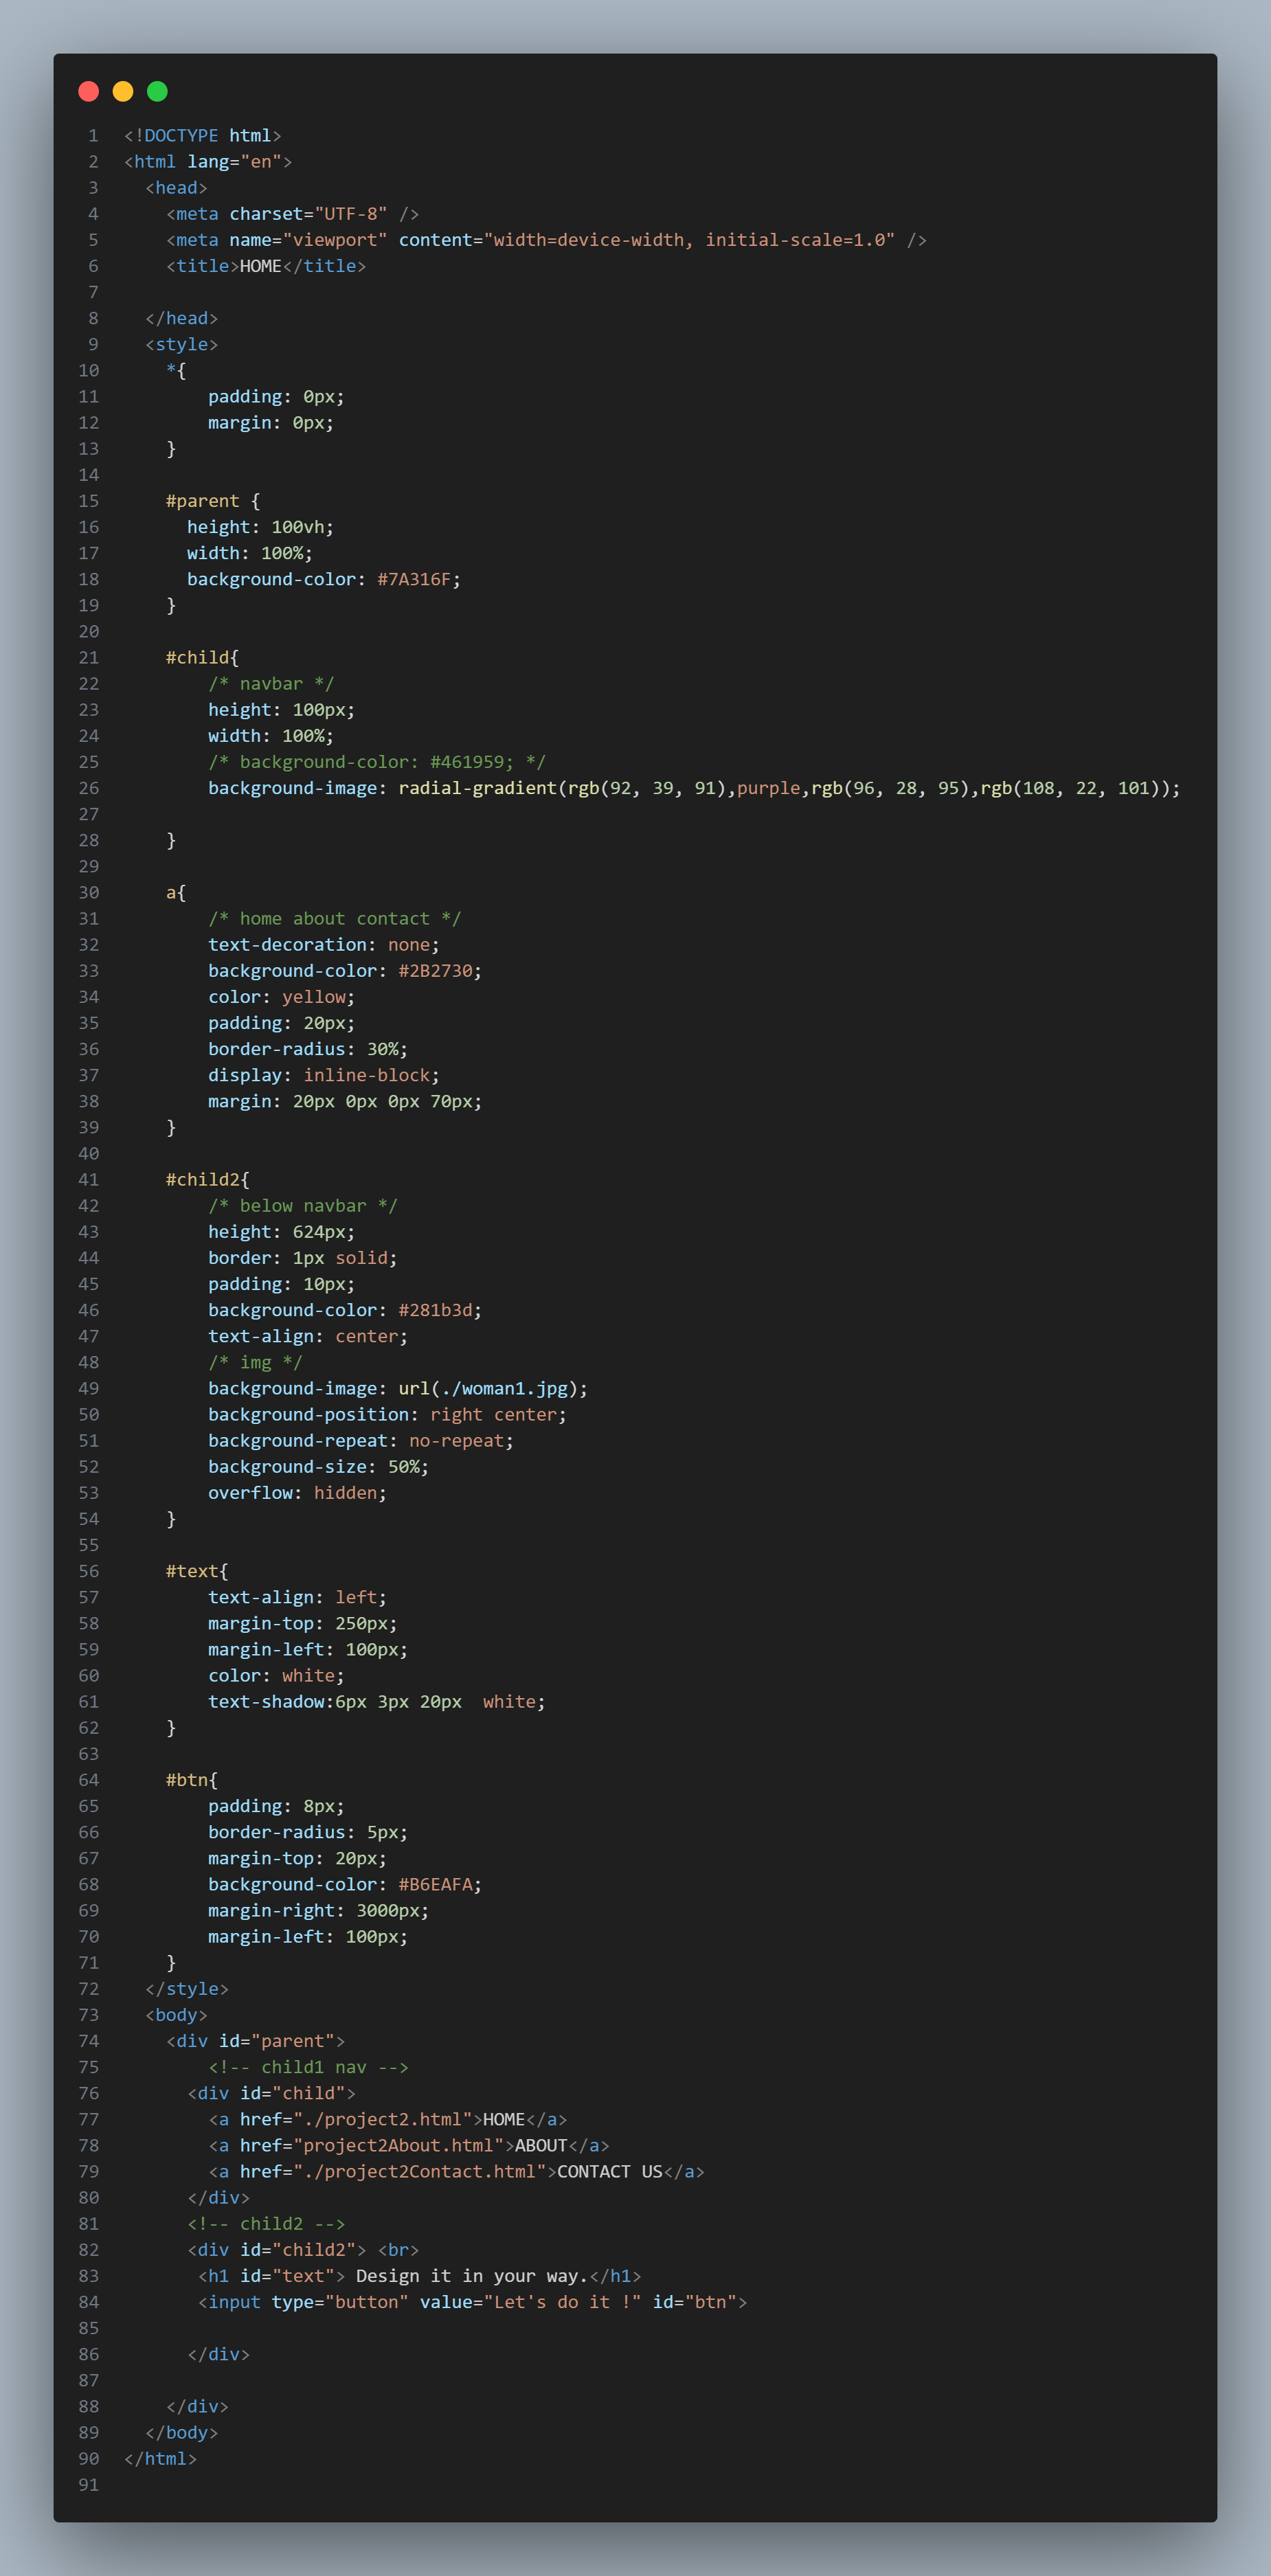 1 <!DOCTYPE html>
2 <html lang="en">
3   <head>
4     <meta charset="UTF-8" />
5     <meta name="viewport" content="width=device-width, initial-scale=1.0" />
6     <title>HOME</title>
7
8   </head>
9   <style>
10     *{
11         padding: 0px;
12         margin: 0px;
13     }
14
15     #parent {
16       height: 100vh;
17       width: 100%;
18       background-color: #7A316F;
19     }
20
21     #child{
22         /* navbar */
23         height: 100px;
24         width: 100%;
25         /* background-color: #461959; */
26         background-image: radial-gradient(rgb(92, 39, 91),purple,rgb(96, 28, 95),rgb(108, 22, 101));
27
28     }
29
30     a{
31         /* home about contact */
32         text-decoration: none;
33         background-color: #2B2730;
34         color: yellow;
35         padding: 20px;
36         border-radius: 30%;
37         display: inline-block;
38         margin: 20px 0px 0px 70px;
39     }
40
41     #child2{
42         /* below navbar */
43         height: 624px;
44         border: 1px solid;
45         padding: 10px;
46         background-color: #281b3d;
47         text-align: center;
48         /* img */
49         background-image: url(./woman1.jpg);
50         background-position: right center;
51         background-repeat: no-repeat;
52         background-size: 50%;
53         overflow: hidden;
54     }
55
56     #text{
57         text-align: left;
58         margin-top: 250px;
59         margin-left: 100px;
60         color: white;
61         text-shadow:6px 3px 20px  white;
62     }
63
64     #btn{
65         padding: 8px;
66         border-radius: 5px;
67         margin-top: 20px;
68         background-color: #B6EAFA;
69         margin-right: 3000px;
70         margin-left: 100px;
71     }
72   </style>
73   <body>
74     <div id="parent">
75         <!-- child1 nav -->
76       <div id="child">
77         <a href="./project2.html">HOME</a>
78         <a href="project2About.html">ABOUT</a>
79         <a href="./project2Contact.html">CONTACT US</a>
80       </div>
81       <!-- child2 -->
82       <div id="child2"> <br>
83        <h1 id="text"> Design it in your way.</h1>
84        <input type="button" value="Let's do it !" id="btn">
85
86       </div>
87
88     </div>
89   </body>
90 </html>
91